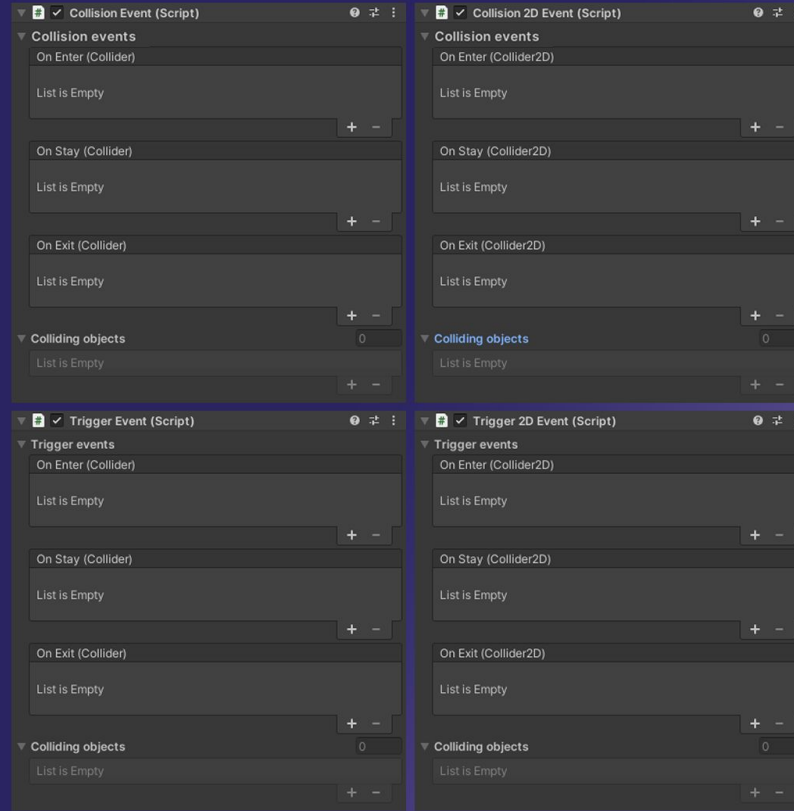 Collision Event (Script)
Collision events
On Enter (Collider)
List is Empty
On Stay (Collider)
List is Empty
On Exit (Collider)
List is Empty
Colliding objects 0
List is Empty
Collision 2D Event (Script)
Collision events
On Enter (Collider2D)
List is Empty
On Stay (Collider2D)
List is Empty
On Exit (Collider2D)
List is Empty
Colliding objects 0
List is Empty
Trigger Event (Script)
Trigger events
On Enter (Collider)
List is Empty
On Stay (Collider)
List is Empty
On Exit (Collider)
List is Empty
Colliding objects 0
List is Empty
Trigger 2D Event (Script)
Trigger events
On Enter (Collider2D)
List is Empty
On Stay (Collider2D)
List is Empty
On Exit (Collider2D)
List is Empty
Colliding objects 0
List is Empty